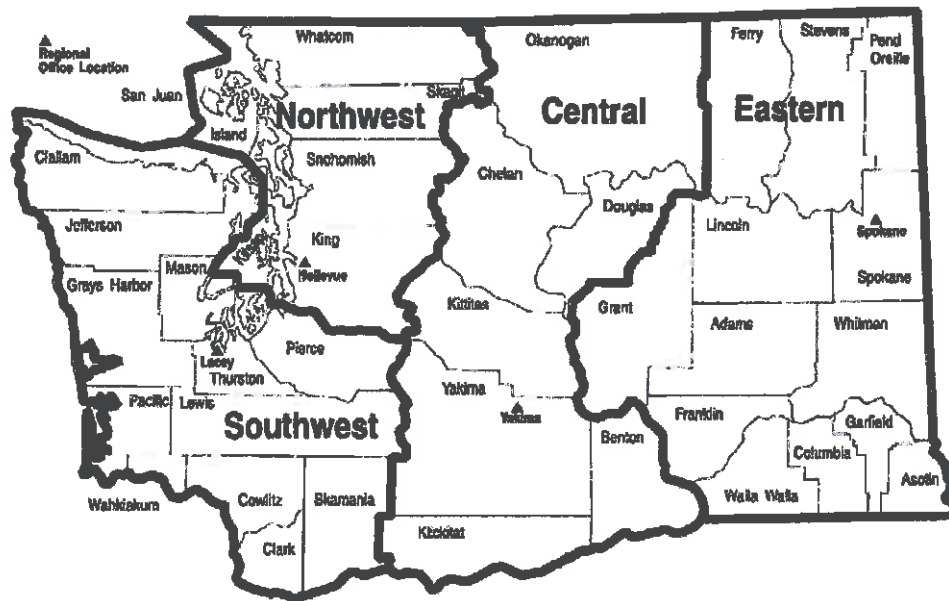 Regional
Office Location
Whatcom
Okanogan
Ferry
Stevens
Pend
Oreille
San Juan
Skagit
Island
Northwest
Central
Eastern
Clallam
Snohomish
Chelan
Douglas
Lincoln
Jefferson
Spokane
King
Kitsap
Mason
Bellevue
Grays Harbor
Spokane
Kittitas
Grant
Adams
Whitman
Pierce
Lacey
Thurston
Yakima
Pacific
Lewis
Yakima
Franklin
Garfield
Southwest
Benton
Columbia
Asotin
Walla Walla
Wahkiakum
Cowlitz
Skamania
Klickitat
Clark